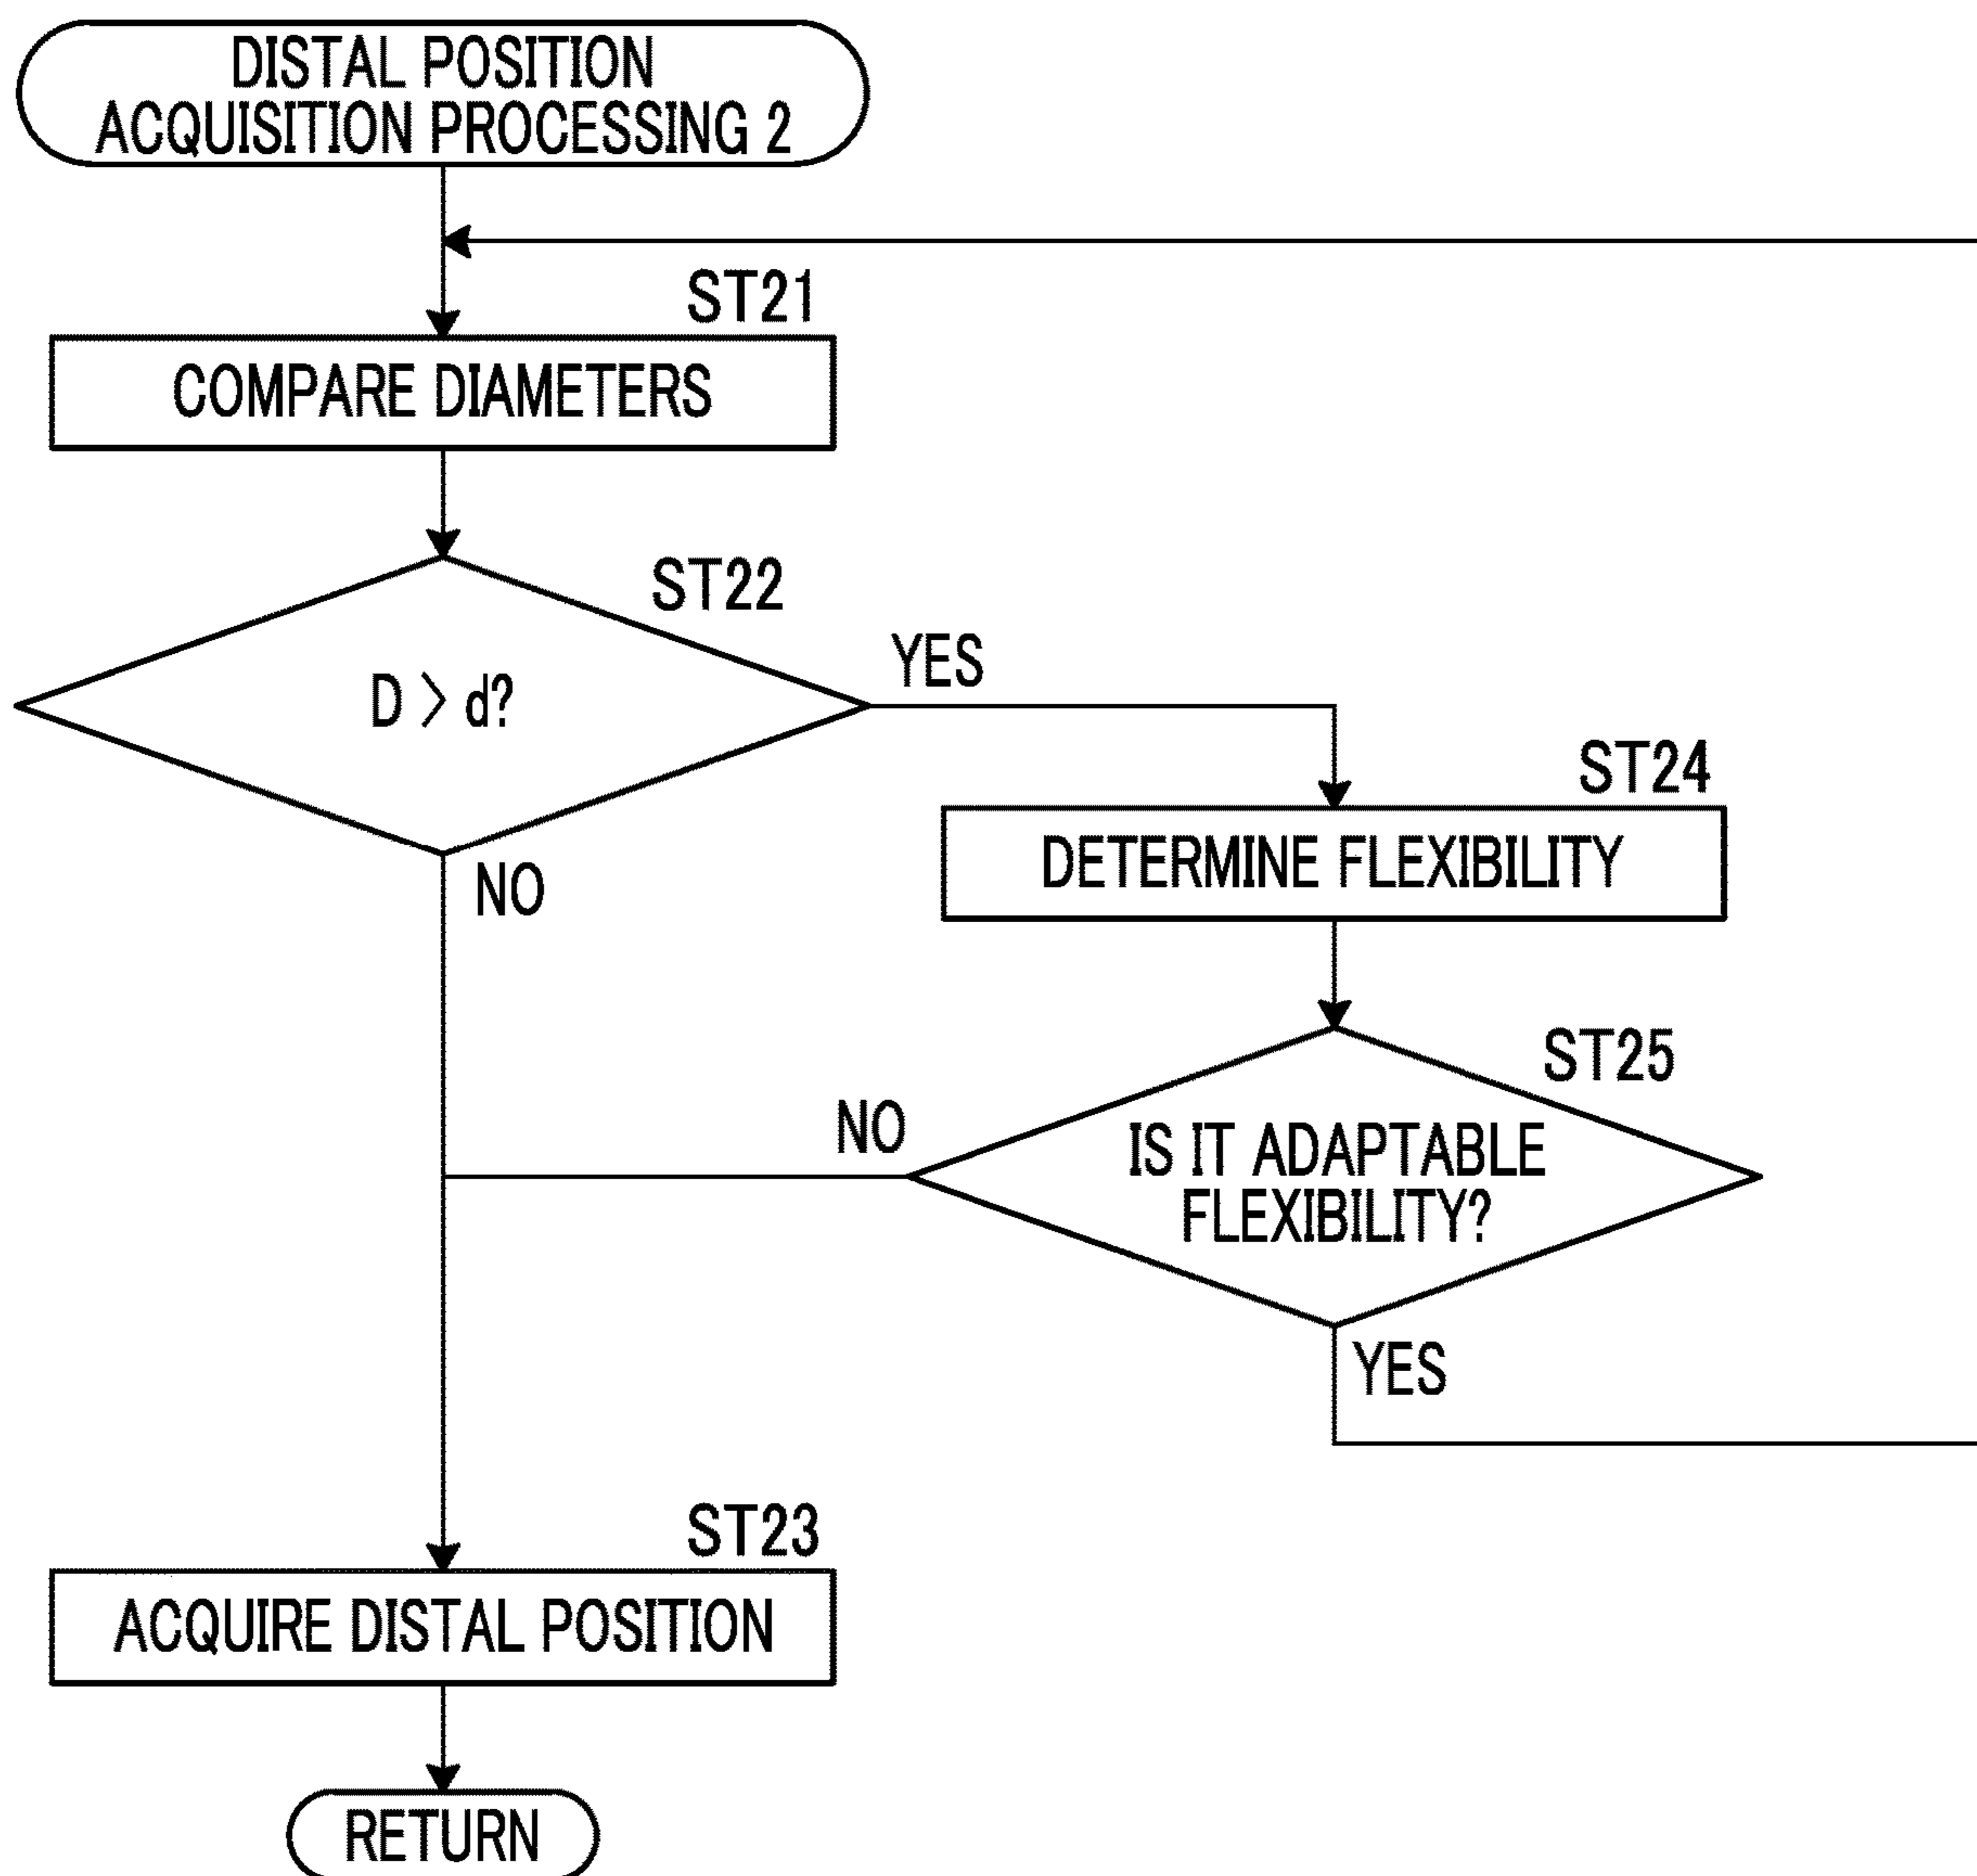 DISTAL POSITION
ACQUISITION PROCESSING 2
ST21
COMPARE DIAMETERS
ST22
D > d?
YES
NO
ST24
DETERMINE FLEXIBILITY
ST25
IS IT ADAPTABLE
FLEXIBILITY?
NO
YES
ST23
ACQUIRE DISTAL POSITION
RETURN